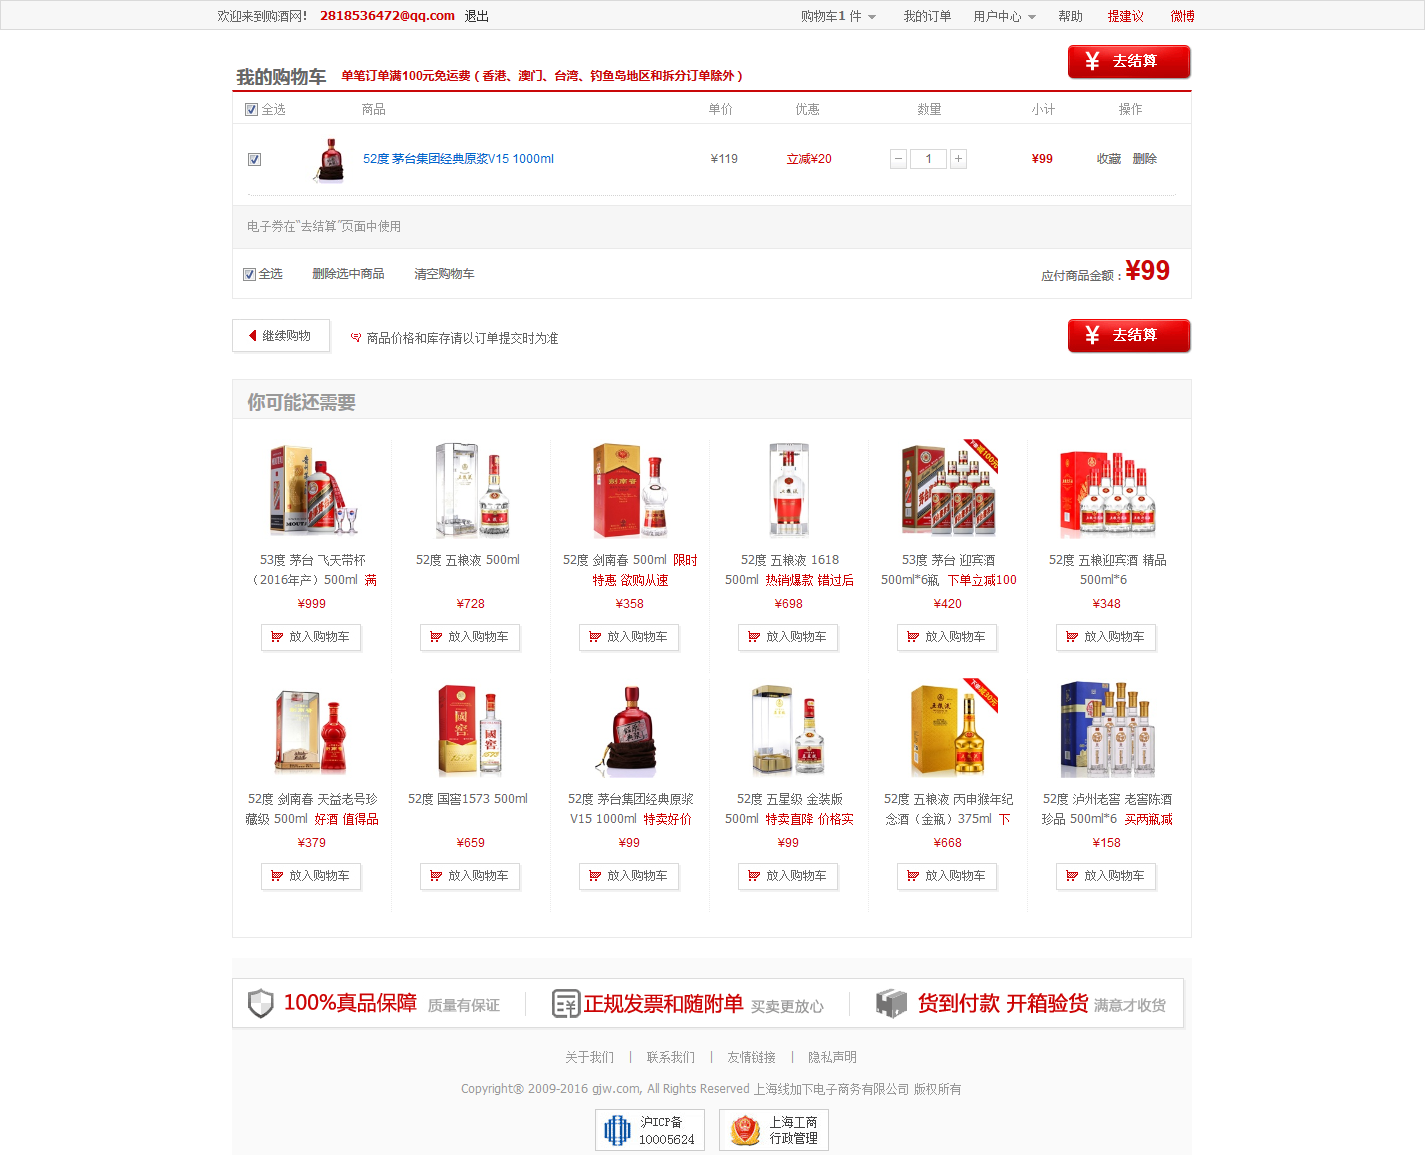 欢迎来到购酒网! 2818536472@qq.com 退出 购物车1 件 我的订单 用户中心 帮助 提建议 微博
我的购物车 单笔订单满100元免运费（香港、澳门、台湾、钓鱼岛地区和拆分订单除外） ¥ 去结算
全选 商品 单价 优惠 数量 小计 操作
52度 茅台集团经典原浆V15 1000ml ¥119 立减¥20 − 1 + ¥99 收藏 删除
电子券在"去结算"页面中使用
全选 删除选中商品 清空购物车 应付商品金额：¥99
继续购物 商品价格和库存请以订单提交时为准 ¥ 去结算
你可能还需要
53度 茅台 飞天带杯
（2016年产）500ml 满
¥999
放入购物车
52度 五粮液 500ml
¥728
放入购物车
52度 剑南春 500ml 限时
特惠 欲购从速
¥358
放入购物车
52度 五粮液 1618
500ml 热销爆款 错过后
¥698
放入购物车
53度 茅台 迎宾酒
500ml*6瓶 下单立减100
¥420
放入购物车
52度 五粮迎宾酒 精品
500ml*6
¥348
放入购物车
52度 剑南春 天益老号珍
藏级 500ml 好酒 值得品
¥379
放入购物车
52度 国窖1573 500ml
¥659
放入购物车
52度 茅台集团经典原浆
V15 1000ml 特卖好价
¥99
放入购物车
52度 五星级 金装版
500ml 特卖直降 价格实
¥99
放入购物车
52度 五粮液 丙申猴年纪
念酒（金瓶）375ml 下
¥668
放入购物车
52度 泸州老窖 老窖陈酒
珍品 500ml*6 买两瓶减
¥158
放入购物车
100%真品保障 质量有保证 正规发票和随附单 买卖更放心 货到付款 开箱验货 满意才收货
关于我们 | 联系我们 | 友情链接 | 隐私声明
Copyright® 2009-2016 gjw.com, All Rights Reserved 上海线加下电子商务有限公司 版权所有
沪ICP备
10005624
上海工商
行政管理